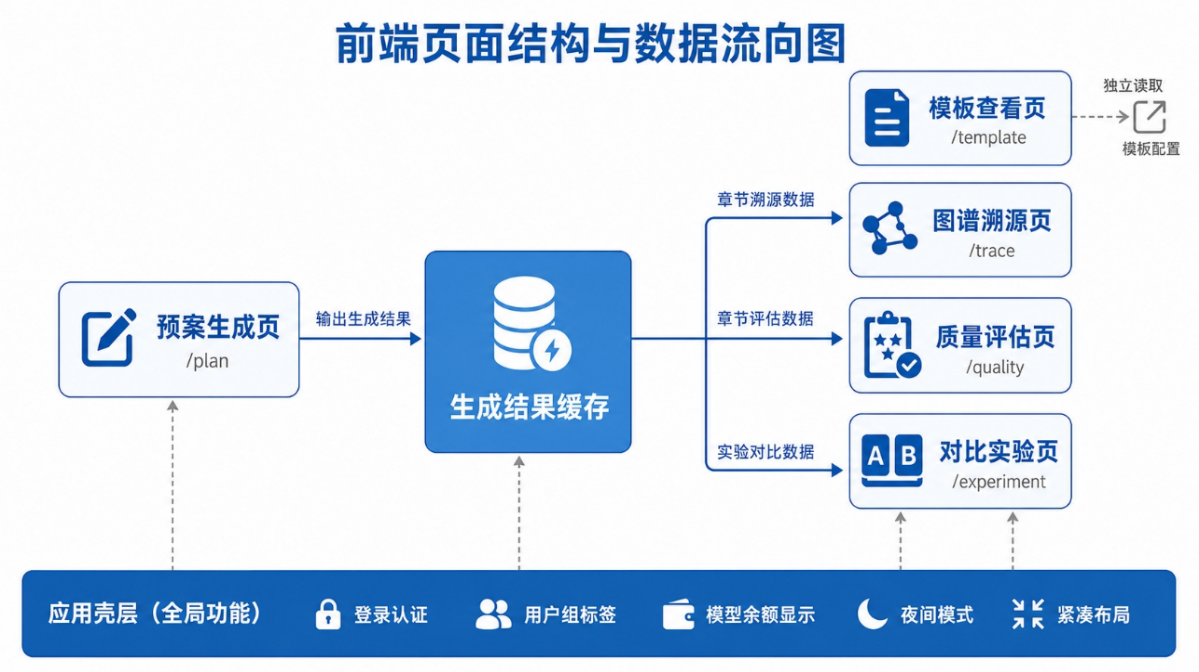 前端页面结构与数据流向图
模板查看页
/template
独立读取
模板配置
章节溯源数据
图谱溯源页
/trace
预案生成页
/plan
输出生成结果
生成结果缓存
章节评估数据
质量评估页
/quality
实验对比数据
A B
对比实验页
/experiment
应用壳层（全局功能）
登录认证
用户组标签
模型余额显示
夜间模式
紧凑布局